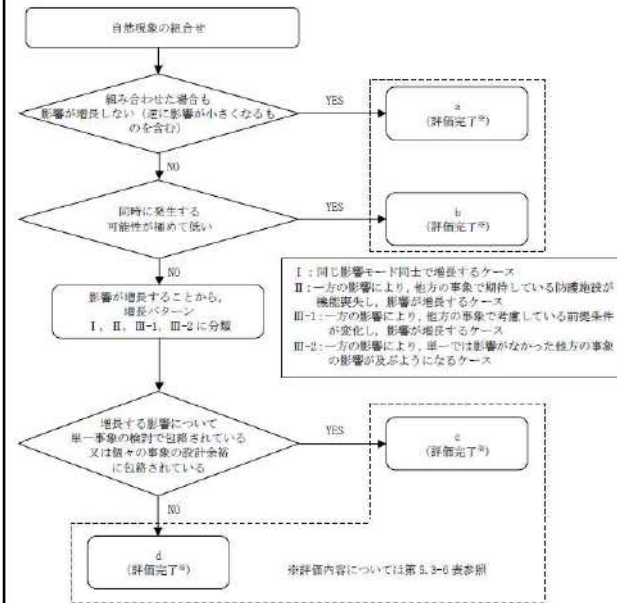 自然現象の組合せ
組み合わせた場合も
影響が増長しない（逆に影響が小さくなるも
のを含む）
YES
a
(評価完了※)
NO
同時に発生する
可能性が極めて低い
YES
b
(評価完了※)
NO
影響が増長することから，
増長パターン
Ⅰ，Ⅱ，Ⅲ-1，Ⅲ-2に分類
Ⅰ：同じ影響モード同士で増長するケース
Ⅱ：一方の影響により，他方の事象で期待している防護施設が
機能喪失し，影響が増長するケース
Ⅲ-1：一方の影響により，他方の事象で考慮している前提条件
が変化し，影響が増長するケース
Ⅲ-2：一方の影響により，単一では影響がなかった他方の事象
の影響が及ぶようになるケース
増長する影響について
単一事象の検討で包絡されている
又は個々の事象の設計余裕
に包絡されている
YES
c
(評価完了※)
NO
d
(評価完了※)
※評価内容については第5.3-6表参照